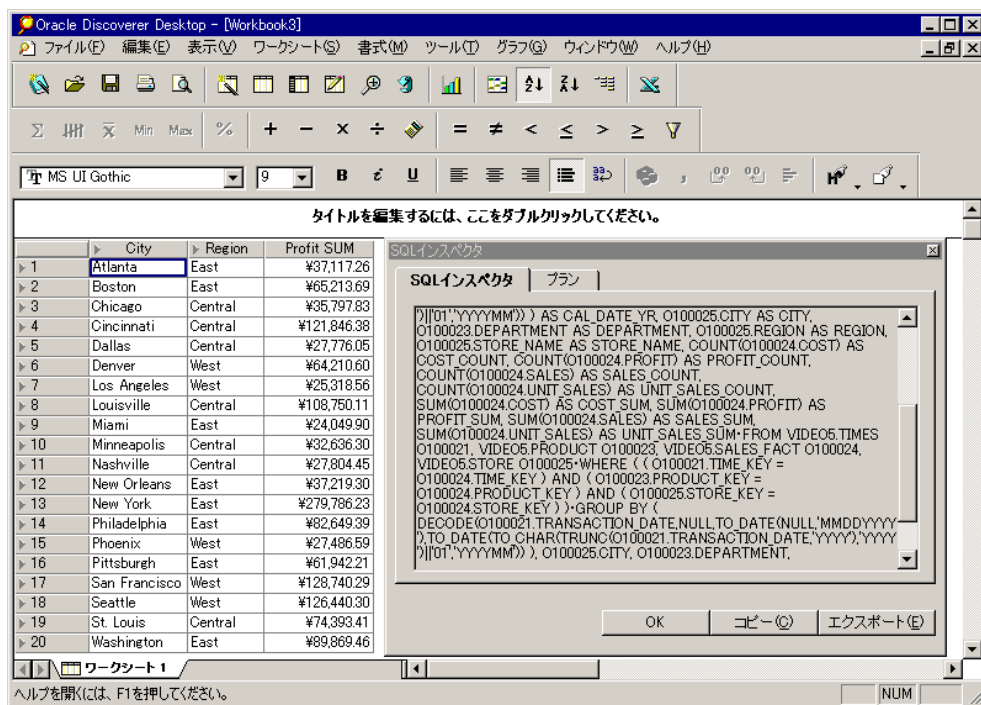 Oracle Discoverer Desktop - [Workbook3]
ファイル(F) 編集(E) 表示(V) ワークシート(S) 書式(M) ツール(T) グラフ(G) ウィンドウ(W) ヘルプ(H)
Σ x Min Max % + − × ÷ = ≠ < ≤ > ≥
MS UI Gothic 9 B i U
タイトルを編集するには、ここをダブルクリックしてください。
City Region Profit SUM
1 Atlanta East ¥37,117.26
2 Boston East ¥65,213.69
3 Chicago Central ¥35,797.83
4 Cincinnati Central ¥121,846.38
5 Dallas Central ¥27,776.05
6 Denver West ¥64,210.60
7 Los Angeles West ¥25,318.56
8 Louisville Central ¥108,750.11
9 Miami East ¥24,049.90
10 Minneapolis Central ¥32,636.30
11 Nashville Central ¥27,804.45
12 New Orleans East ¥37,219.30
13 New York East ¥279,786.23
14 Philadelphia East ¥82,649.39
15 Phoenix West ¥27,486.59
16 Pittsburgh East ¥61,942.21
17 San Francisco West ¥128,740.29
18 Seattle West ¥126,440.30
19 St. Louis Central ¥74,393.41
20 Washington East ¥89,869.46
SQLインスペクタ
SQLインスペクタ プラン
')||'01','YYYYMM')) ) AS CAL_DATE_YR, O100025.CITY AS CITY,
O100023.DEPARTMENT AS DEPARTMENT, O100025.REGION AS REGION,
O100025.STORE_NAME AS STORE_NAME, COUNT(O100024.COST) AS
COST_COUNT, COUNT(O100024.PROFIT) AS PROFIT_COUNT,
COUNT(O100024.SALES) AS SALES_COUNT,
COUNT(O100024.UNIT_SALES) AS UNIT_SALES_COUNT,
SUM(O100024.COST) AS COST_SUM, SUM(O100024.PROFIT) AS
PROFIT_SUM, SUM(O100024.SALES) AS SALES_SUM,
SUM(O100024.UNIT_SALES) AS UNIT_SALES_SUM・FROM VIDEO5.TIMES
O100021, VIDEO5.PRODUCT O100023, VIDEO5.SALES_FACT O100024,
VIDEO5.STORE O100025・WHERE ( ( O100021.TIME_KEY =
O100024.TIME_KEY ) AND ( O100023.PRODUCT_KEY =
O100024.PRODUCT_KEY ) AND ( O100025.STORE_KEY =
O100024.STORE_KEY ) )・GROUP BY (
DECODE(O100021.TRANSACTION_DATE,NULL,TO_DATE(NULL,'MMDDYYYY
'),TO_DATE(TO_CHAR(TRUNC(O100021.TRANSACTION_DATE,'YYYY'),'YYYY
')||'01','YYYYMM')) ), O100025.CITY, O100023.DEPARTMENT,
OK コピー(C) エクスポート(E)
ワークシート 1
ヘルプを開くには、F1を押してください。 NUM